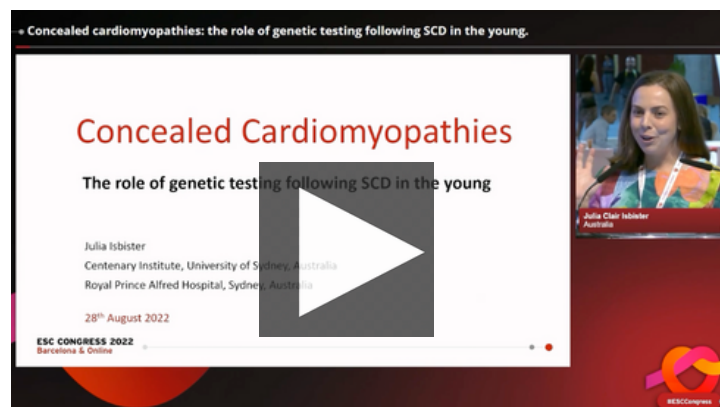 Concealed cardiomyopathies: the role of genetic testing following SCD in the young.
Concealed Cardiomyopathies
The role of genetic testing following SCD in the young
Julia Isbister
Centenary Institute, University of Sydney, Australia
Royal Prince Alfred Hospital, Sydney, Australia
28th August 2022
ESC CONGRESS 2022
Barcelona & Online
Julia Clair Isbister
Australia
#ESCCongress